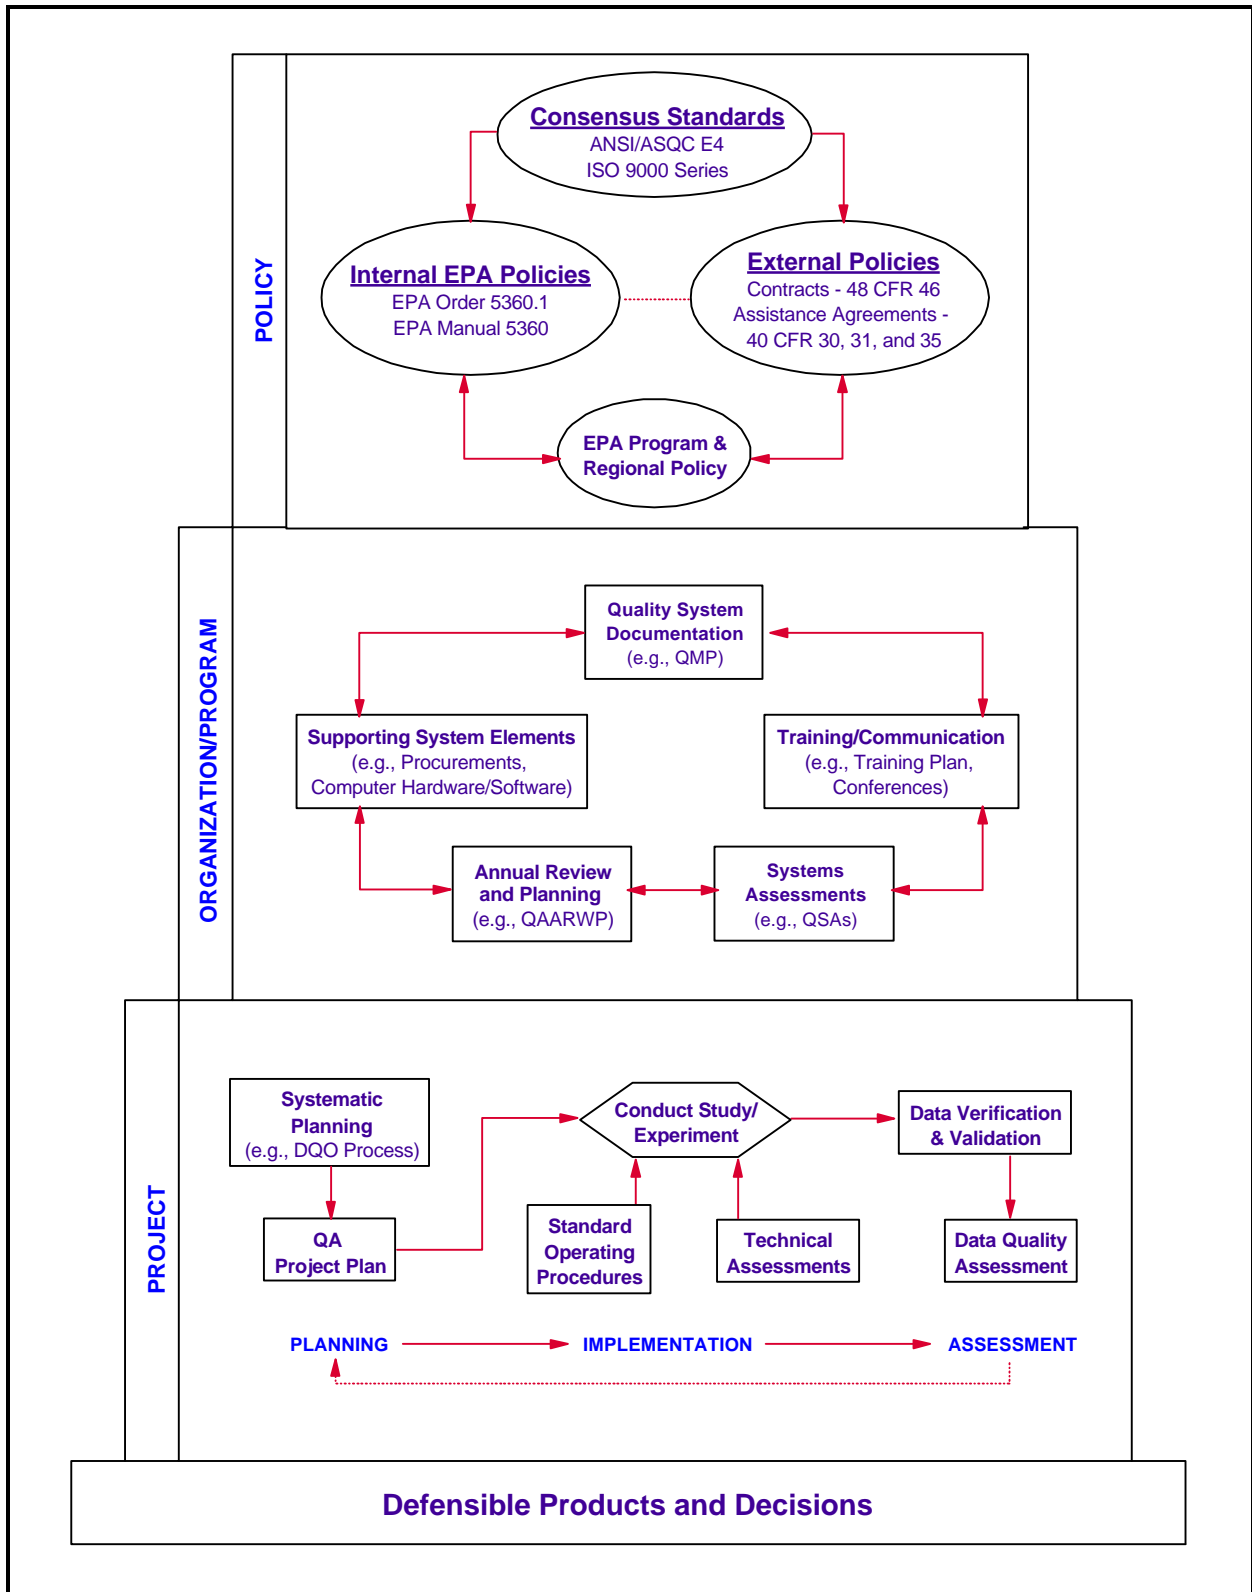 POLICY
Consensus Standards
ANSI/ASQC E4
ISO 9000 Series
Internal EPA Policies
EPA Order 5360.1
EPA Manual 5360
External Policies
Contracts - 48 CFR 46
Assistance Agreements -
40 CFR 30, 31, and 35
EPA Program &
Regional Policy
ORGANIZATION/PROGRAM
Quality System
Documentation
(e.g., QMP)
Supporting System Elements
(e.g., Procurements,
Computer Hardware/Software)
Training/Communication
(e.g., Training Plan,
Conferences)
Annual Review
and Planning
(e.g., QAARWP)
Systems
Assessments
(e.g., QSAs)
PROJECT
Systematic
Planning
(e.g., DQO Process)
QA
Project Plan
Conduct Study/
Experiment
Standard
Operating
Procedures
Technical
Assessments
Data Verification
& Validation
Data Quality
Assessment
PLANNING
IMPLEMENTATION
ASSESSMENT
Defensible Products and Decisions